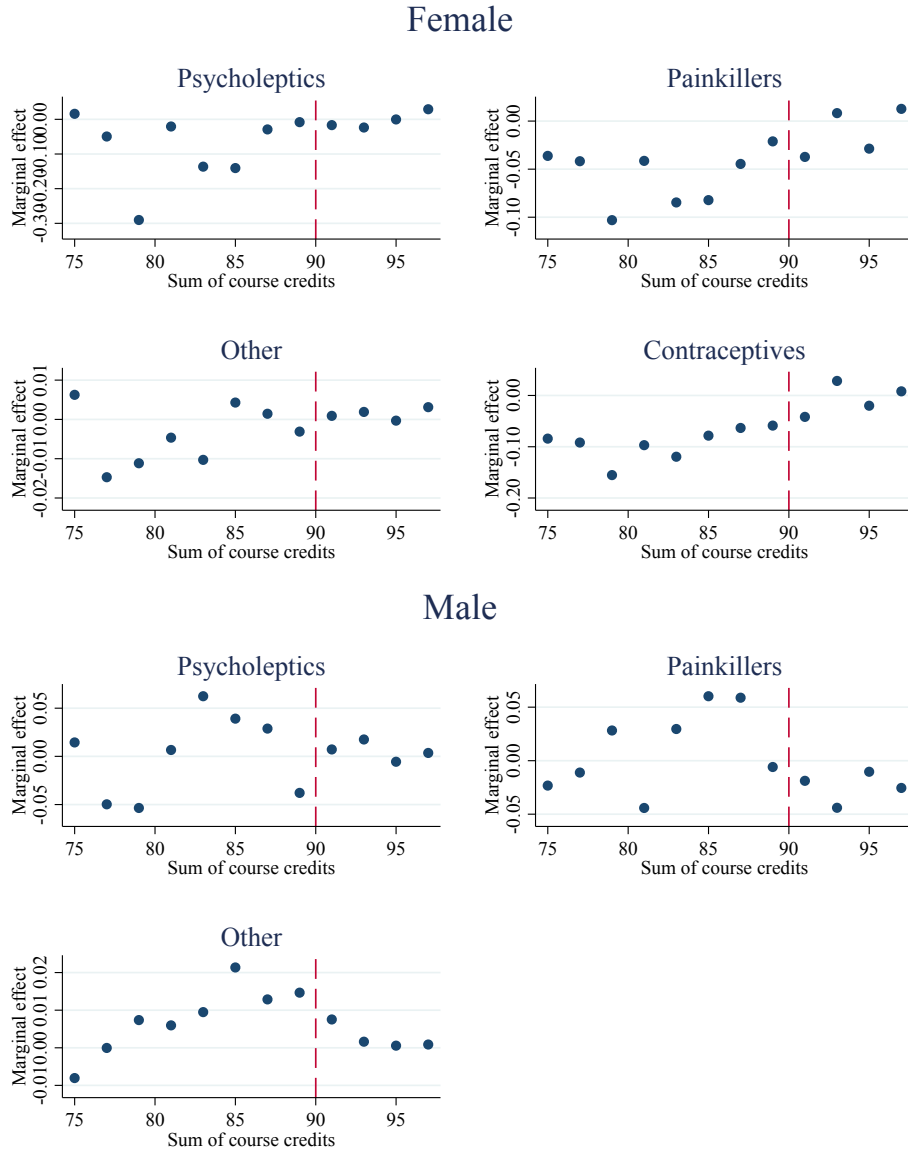 Female
Psycholeptics
Marginal effect
-0.30 -0.20 -0.10 0.00
75 80 85 90 95
Sum of course credits
Painkillers
Marginal effect
-0.10 -0.05 0.00
75 80 85 90 95
Sum of course credits
Other
Marginal effect
-0.02 -0.01 0.00 0.01
75 80 85 90 95
Sum of course credits
Contraceptives
Marginal effect
-0.20 -0.10 0.00
75 80 85 90 95
Sum of course credits
Male
Psycholeptics
Marginal effect
-0.05 0.00 0.05
75 80 85 90 95
Sum of course credits
Painkillers
Marginal effect
-0.05 0.00 0.05
75 80 85 90 95
Sum of course credits
Other
Marginal effect
-0.01 0.00 0.01 0.02
75 80 85 90 95
Sum of course credits